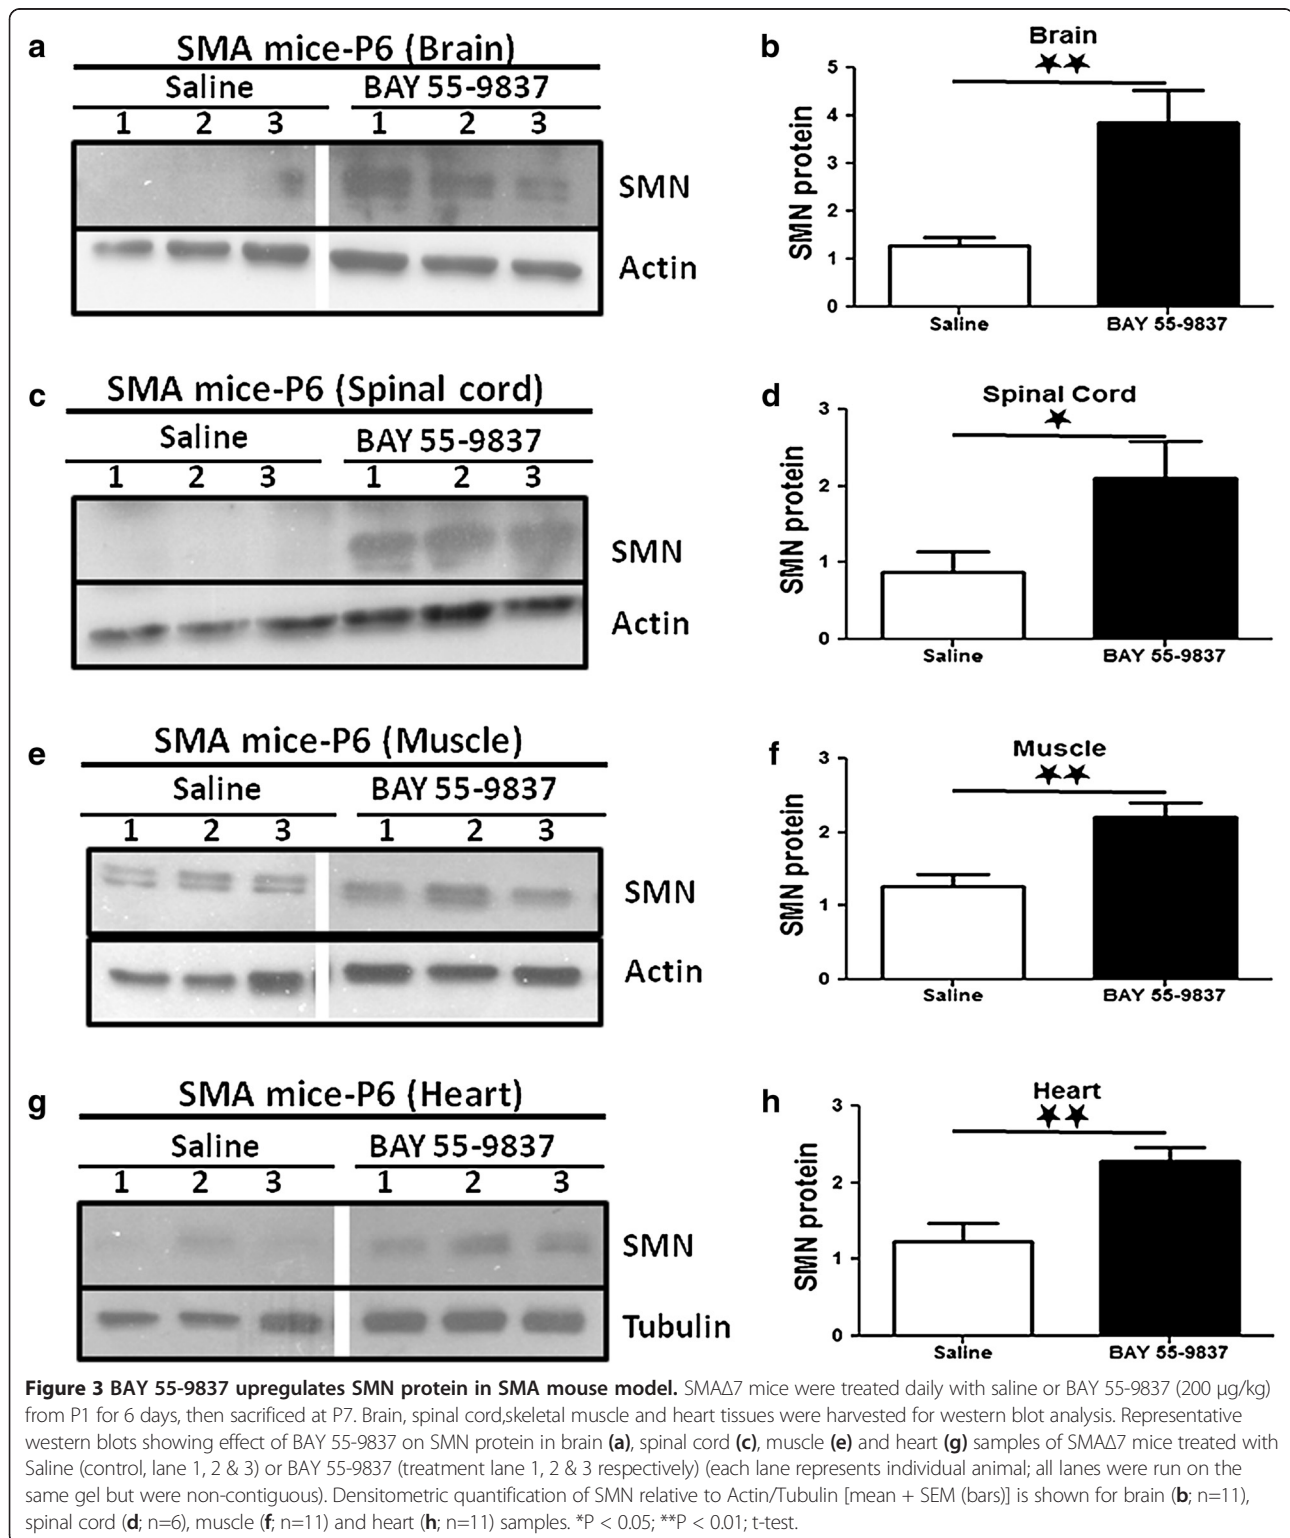 a
SMA mice-P6 (Brain)
Saline BAY 55-9837
1 2 3 1 2 3
SMN
Actin
b
Brain
★★
5
4
3
2
1
0
SMN protein
Saline BAY 55-9837
c
SMA mice-P6 (Spinal cord)
Saline BAY 55-9837
1 2 3 1 2 3
SMN
Actin
d
Spinal Cord
★
3
2
1
0
SMN protein
Saline BAY 55-9837
e
SMA mice-P6 (Muscle)
Saline BAY 55-9837
1 2 3 1 2 3
SMN
Actin
f
Muscle
★★
3
2
1
0
SMN protein
Saline BAY 55-9837
g
SMA mice-P6 (Heart)
Saline BAY 55-9837
1 2 3 1 2 3
SMN
Tubulin
h
Heart
★★
3
2
1
0
SMN protein
Saline BAY 55-9837
Figure 3 BAY 55-9837 upregulates SMN protein in SMA mouse model. SMAΔ7 mice were treated daily with saline or BAY 55-9837 (200 μg/kg)
from P1 for 6 days, then sacrificed at P7. Brain, spinal cord,skeletal muscle and heart tissues were harvested for western blot analysis. Representative
western blots showing effect of BAY 55-9837 on SMN protein in brain (a), spinal cord (c), muscle (e) and heart (g) samples of SMAΔ7 mice treated with
Saline (control, lane 1, 2 & 3) or BAY 55-9837 (treatment lane 1, 2 & 3 respectively) (each lane represents individual animal; all lanes were run on the
same gel but were non-contiguous). Densitometric quantification of SMN relative to Actin/Tubulin [mean + SEM (bars)] is shown for brain (b; n=11),
spinal cord (d; n=6), muscle (f; n=11) and heart (h; n=11) samples. *P < 0.05; **P < 0.01; t-test.